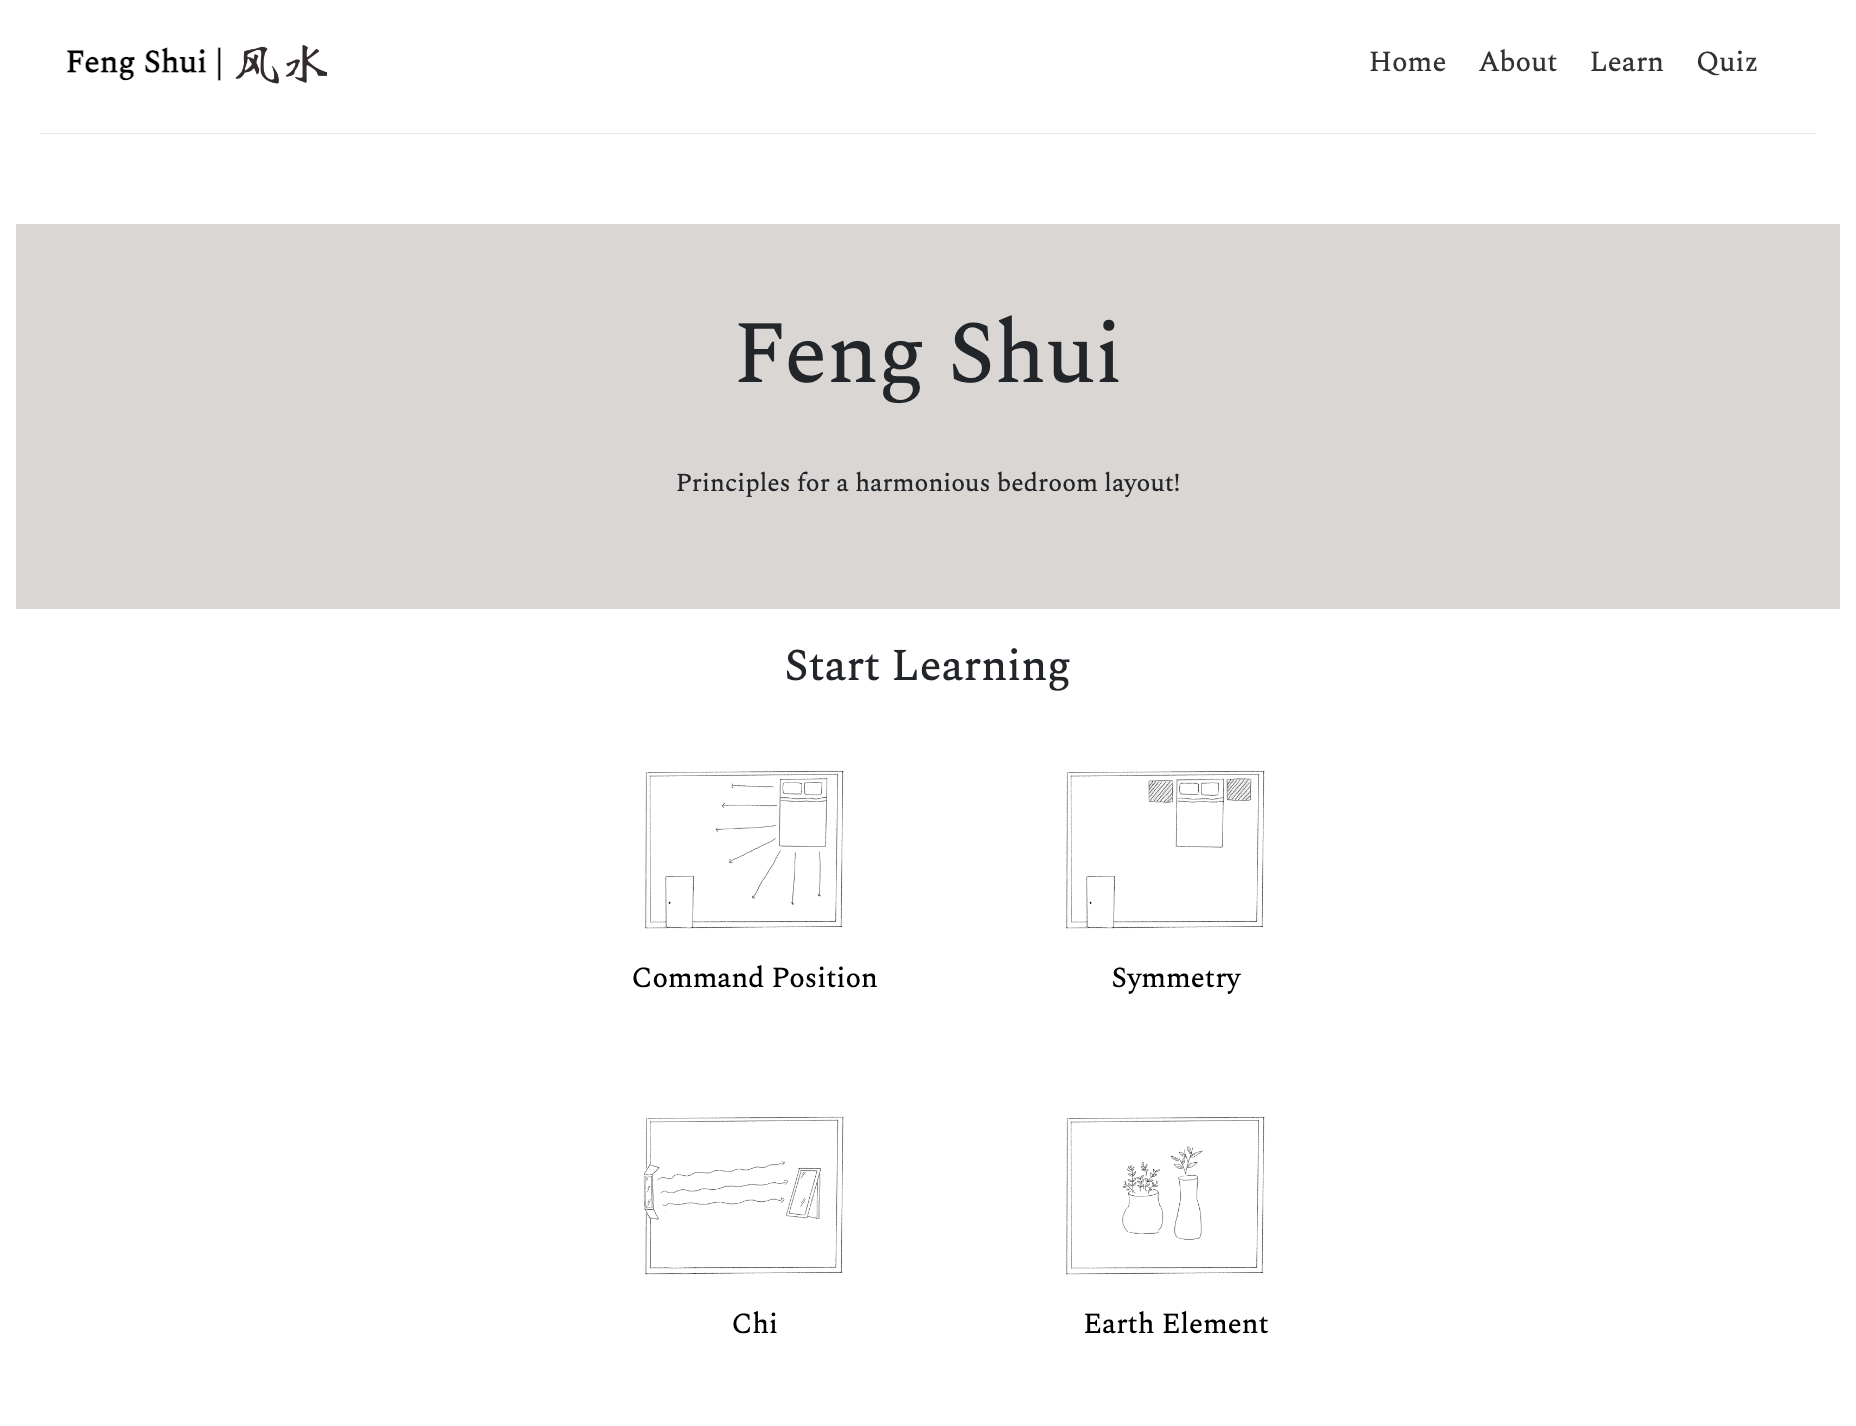 Feng Shui | 风水
Home About Learn Quiz
Feng Shui
Principles for a harmonious bedroom layout!
Start Learning
Command Position
Symmetry
Chi
Earth Element